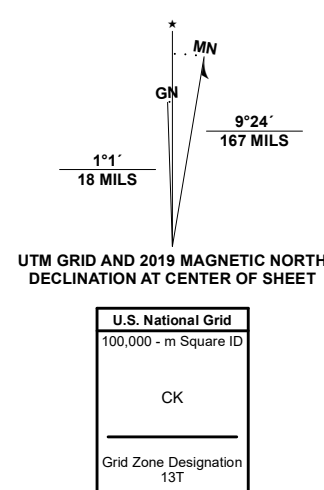 MN
GN
9°24´
167 MILS
1°1´
18 MILS
UTM GRID AND 2019 MAGNETIC NORTH
DECLINATION AT CENTER OF SHEET
U.S. National Grid
100,000 - m Square ID
CK
Grid Zone Designation
13T